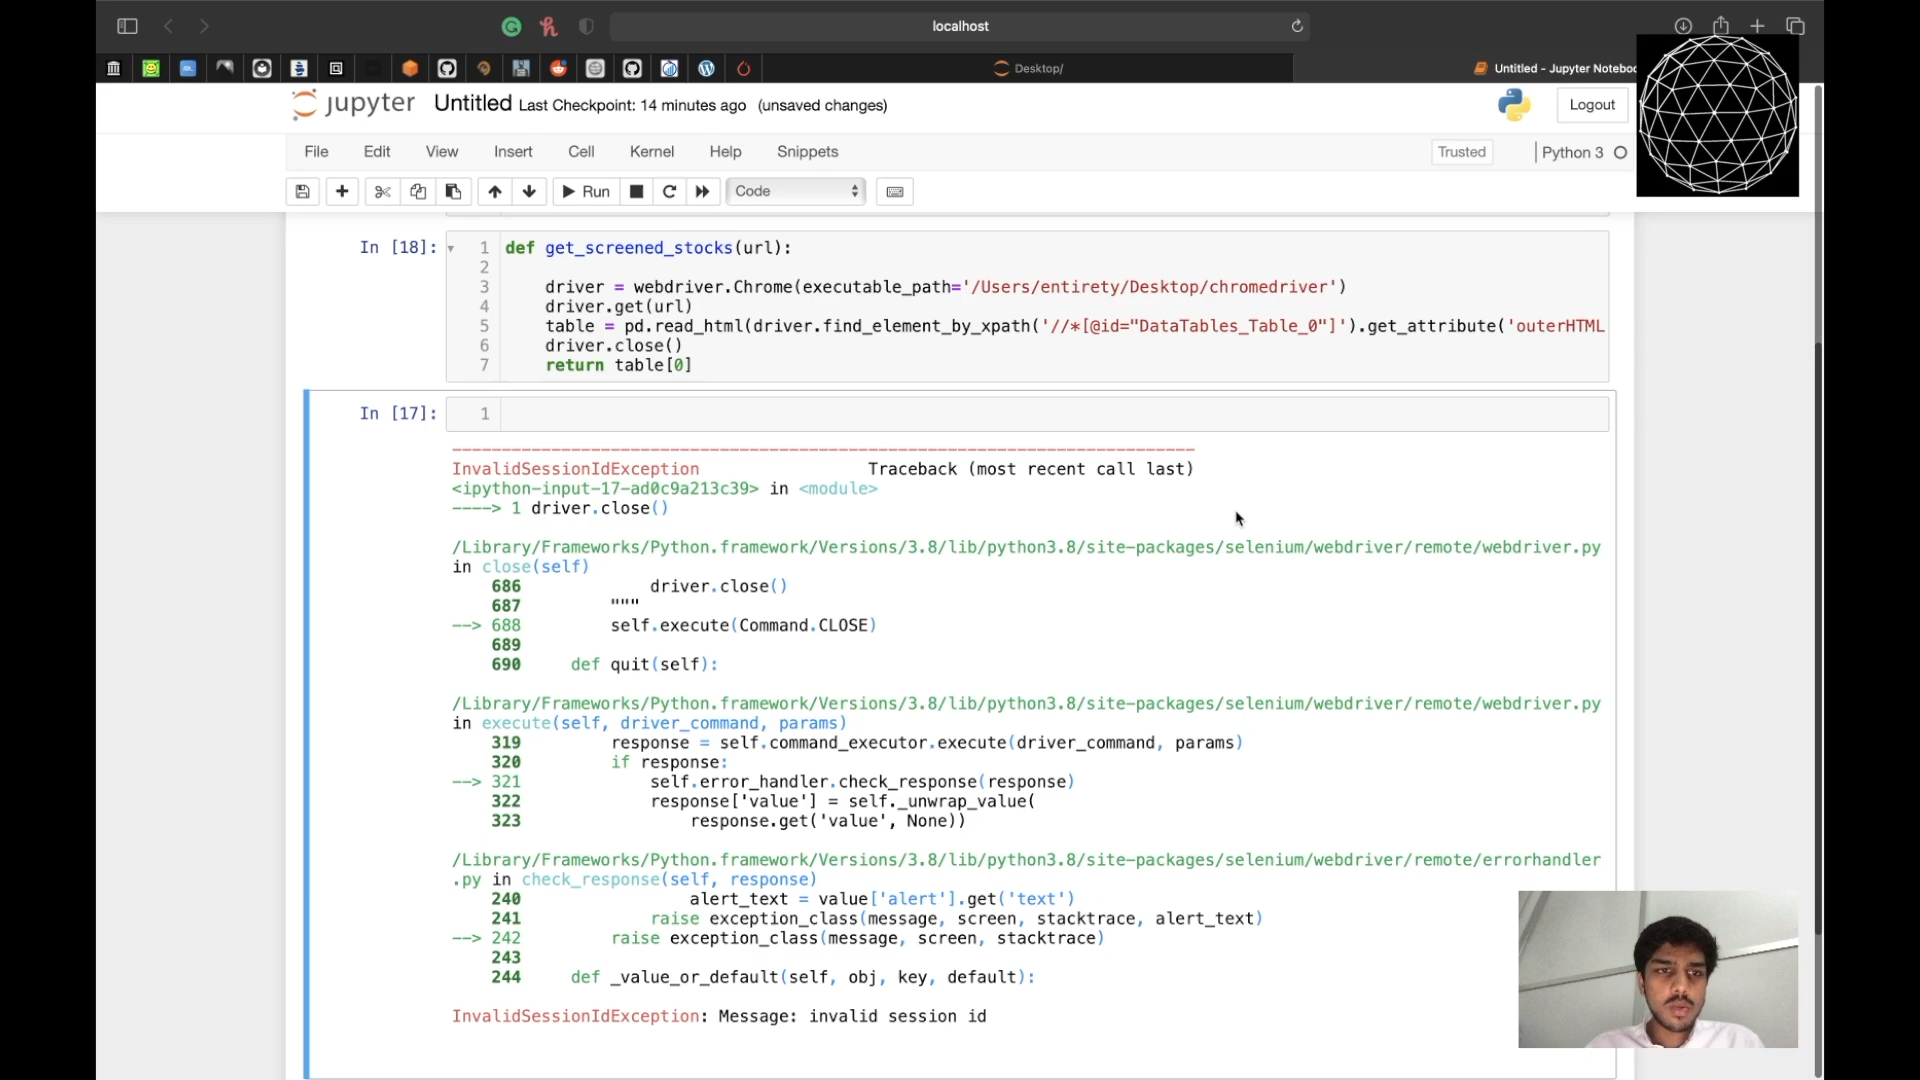 localhost
Desktop/
Untitled - Jupyter Noteboo
jupyter Untitled Last Checkpoint: 14 minutes ago (unsaved changes)
Logout
File Edit View Insert Cell Kernel Help Snippets
Trusted
Python 3
Run
Code
In [18]:
1 def get_screened_stocks(url):
2
3 driver = webdriver.Chrome(executable_path='/Users/entirety/Desktop/chromedriver')
4 driver.get(url)
5 table = pd.read_html(driver.find_element_by_xpath('//*[@id="DataTables_Table_0"]').get_attribute('outerHTML
6 driver.close()
7 return table[0]
In [17]:
1
---------------------------------------------------------------------------
InvalidSessionIdException Traceback (most recent call last)
<ipython-input-17-ad0c9a213c39> in <module>
----> 1 driver.close()
/Library/Frameworks/Python.framework/Versions/3.8/lib/python3.8/site-packages/selenium/webdriver/remote/webdriver.py
in close(self)
686 driver.close()
687 """
--> 688 self.execute(Command.CLOSE)
689
690 def quit(self):
/Library/Frameworks/Python.framework/Versions/3.8/lib/python3.8/site-packages/selenium/webdriver/remote/webdriver.py
in execute(self, driver_command, params)
319 response = self.command_executor.execute(driver_command, params)
320 if response:
--> 321 self.error_handler.check_response(response)
322 response['value'] = self._unwrap_value(
323 response.get('value', None))
/Library/Frameworks/Python.framework/Versions/3.8/lib/python3.8/site-packages/selenium/webdriver/remote/errorhandler
.py in check_response(self, response)
240 alert_text = value['alert'].get('text')
241 raise exception_class(message, screen, stacktrace, alert_text)
--> 242 raise exception_class(message, screen, stacktrace)
243
244 def _value_or_default(self, obj, key, default):
InvalidSessionIdException: Message: invalid session id